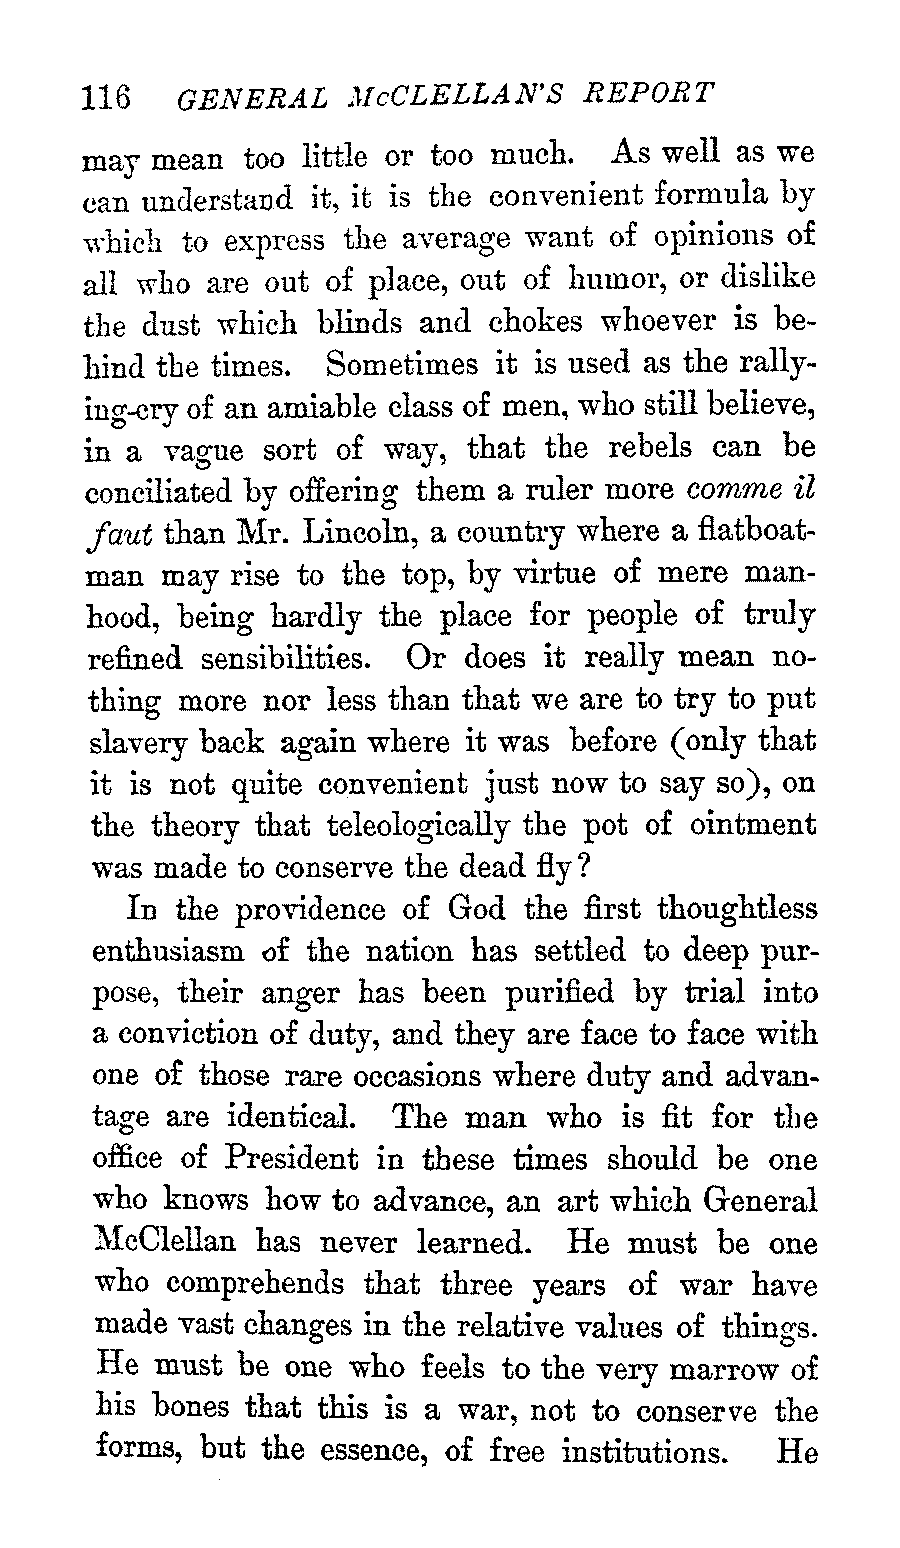 116 GENERAL McCLELLAN'S REPORT
may mean too little or too much. As well as we
can understand it, it is the convenient formula by
which to express the average want of opinions of
all who are out of place, out of humor, or dislike
the dust which blinds and chokes whoever is be-
hind the times. Sometimes it is used as the rally-
ing-cry of an amiable class of men, who still believe,
in a vague sort of way, that the rebels can be
conciliated by offering them a ruler more comme il
faut than Mr. Lincoln, a country where a flatboat-
man may rise to the top, by virtue of mere man-
hood, being hardly the place for people of truly
refined sensibilities. Or does it really mean no-
thing more nor less than that we are to try to put
slavery back again where it was before (only that
it is not quite convenient just now to say so), on
the theory that teleologically the pot of ointment
was made to conserve the dead fly?
In the providence of God the first thoughtless
enthusiasm of the nation has settled to deep pur-
pose, their anger has been purified by trial into
a conviction of duty, and they are face to face with
one of those rare occasions where duty and advan-
tage are identical. The man who is fit for the
office of President in these times should be one
who knows how to advance, an art which General
McClellan has never learned. He must be one
who comprehends that three years of war have
made vast changes in the relative values of things.
He must be one who feels to the very marrow of
his bones that this is a war, not to conserve the
forms, but the essence, of free institutions. He